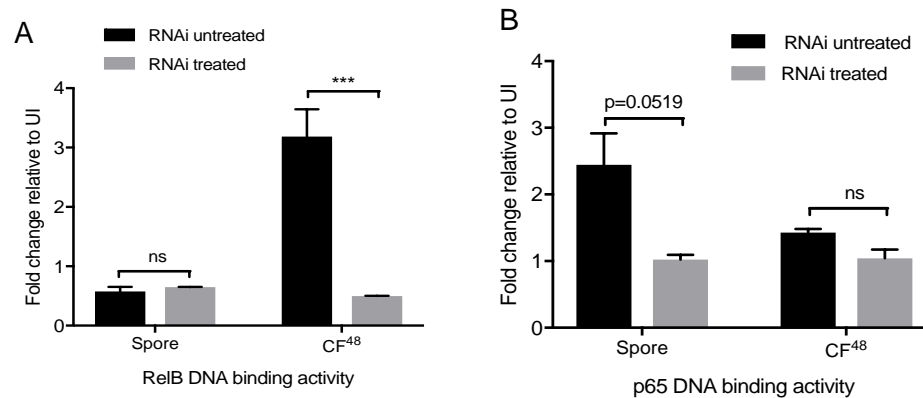 A
RNAi untreated
RNAi treated
Fold change relative to UI
4
3
2
1
0
ns
***
Spore
CF48
RelB DNA binding activity
B
RNAi untreated
RNAi treated
Fold change relative to UI
4
3
2
1
0
p=0.0519
ns
Spore
CF48
p65 DNA binding activity